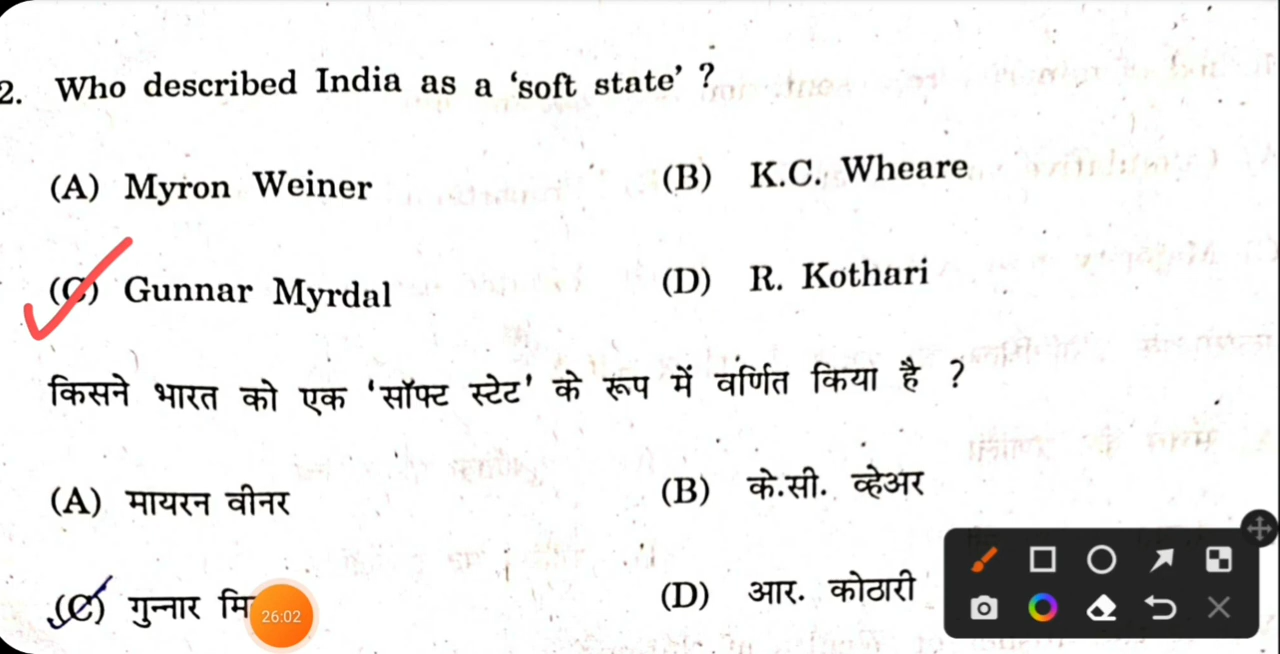 2. Who described India as a ‘soft state’ ?
(A) Myron Weiner (B) K.C. Wheare
(C) Gunnar Myrdal (D) R. Kothari
किसने भारत को एक ‘सॉफ्ट स्टेट’ के रूप में वर्णित किया है ?
(A) मायरन वीनर (B) के.सी. व्हेअर
(C) गुन्नार (D) आर. कोठारी
26:02